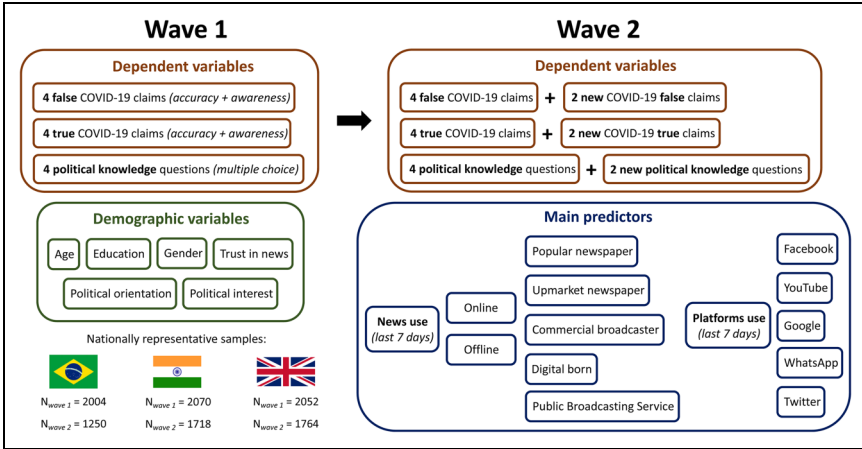 Wave 1
Dependent variables
4 false COVID-19 claims (accuracy + awareness)
4 true COVID-19 claims (accuracy + awareness)
4 political knowledge questions (multiple choice)
Demographic variables
Age Education Gender Trust in news
Political orientation Political interest
Nationally representative samples:
N wave 1 = 2004 N wave 1 = 2070 N wave 1 = 2052
N wave 2 = 1250 N wave 2 = 1718 N wave 2 = 1764
Wave 2
Dependent variables
4 false COVID-19 claims + 2 new COVID-19 false claims
4 true COVID-19 claims + 2 new COVID-19 true claims
4 political knowledge questions + 2 new political knowledge questions
Main predictors
News use
(last 7 days)
Online
Offline
Popular newspaper
Upmarket newspaper
Commercial broadcaster
Digital born
Public Broadcasting Service
Platforms use
(last 7 days)
Facebook
YouTube
Google
WhatsApp
Twitter